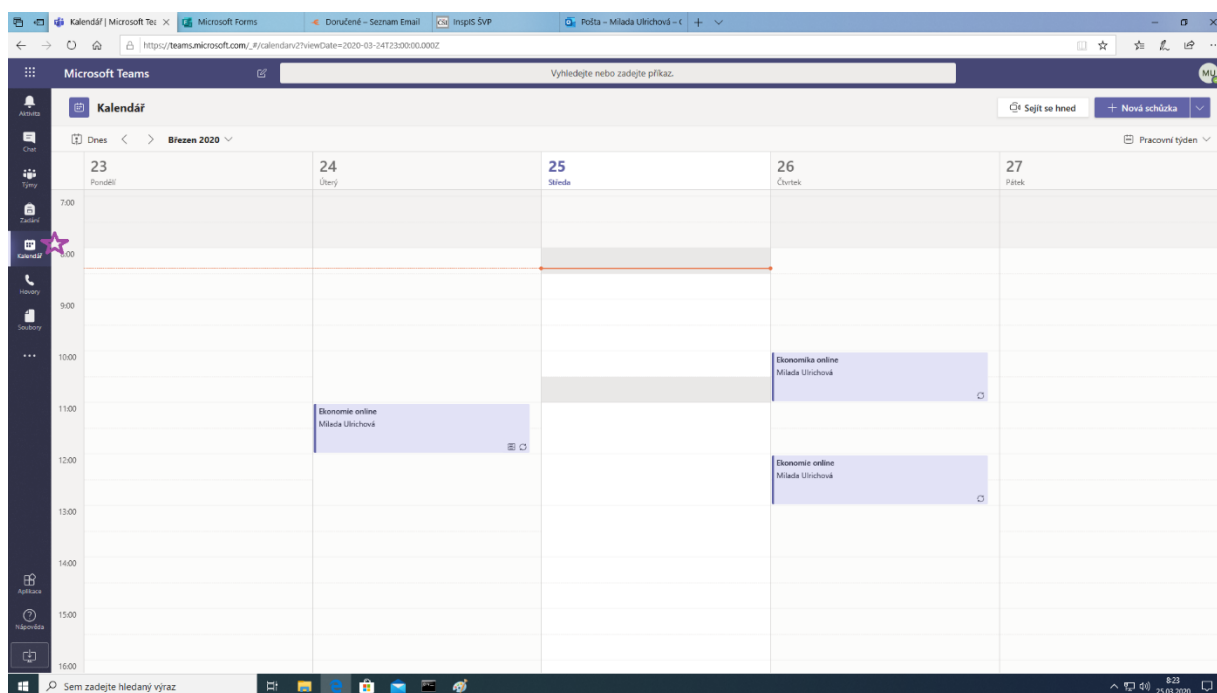 Kalendář | Microsoft Tea
Microsoft Forms
Doručené – Seznam Email
InspIS ŠVP
Pošta – Milada Ulrichová – (
https://teams.microsoft.com/_#/calendarv2?viewDate=2020-03-24T23:00:00.000Z
Microsoft Teams
Vyhledejte nebo zadejte příkaz.
MU
Aktivita
Chat
Týmy
Zadání
Kalendář
Hovory
Soubory
Aplikace
Nápověda
Kalendář
Sejít se hned
+ Nová schůzka
Dnes
Březen 2020
Pracovní týden
23
Pondělí
24
Úterý
25
Středa
26
Čtvrtek
27
Pátek
7:00
8:00
9:00
10:00
11:00
12:00
13:00
14:00
15:00
16:00
Ekonomie online
Milada Ulrichová
Ekonomika online
Milada Ulrichová
Ekonomie online
Milada Ulrichová
Sem zadejte hledaný výraz
8:23
25.03.2020